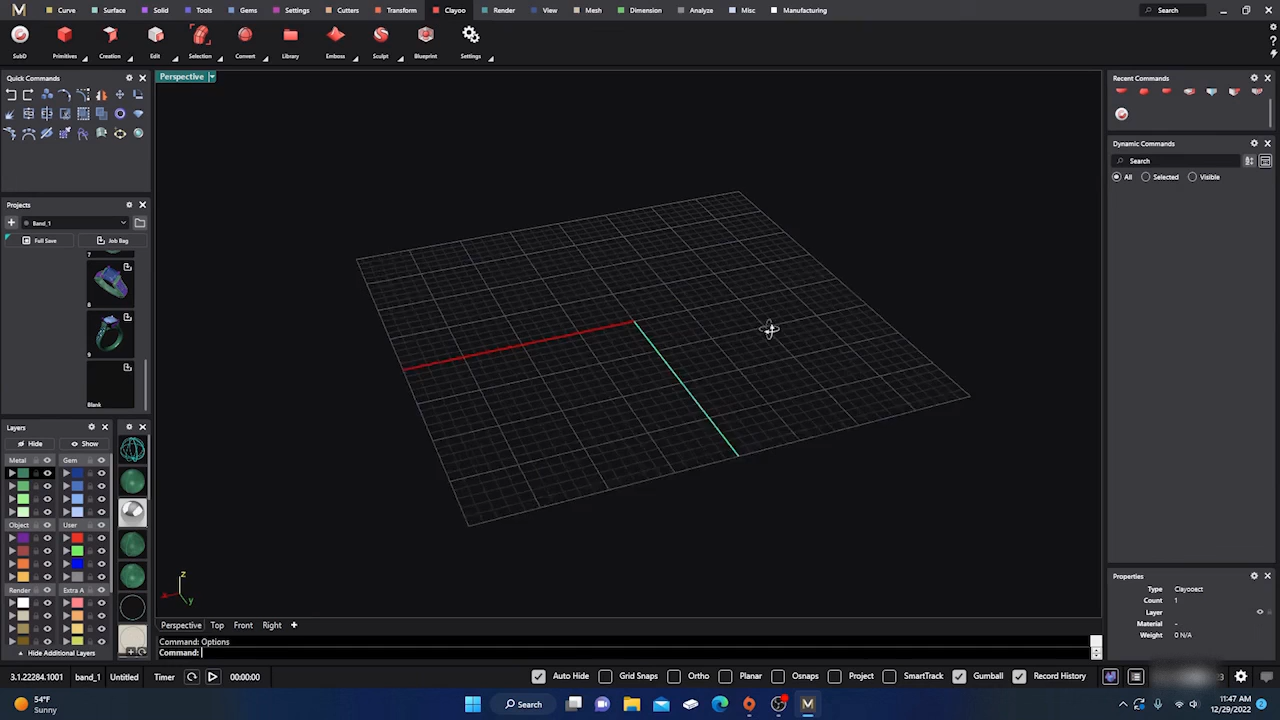 Curve Surface Solid Tools Gems Settings Cutters Transform Clayoo Render View Mesh Dimension Analyze Misc Manufacturing Search
SubD Primitives Creation Edit Selection Convert Library Emboss Sculpt Blueprint Settings
Quick Commands
Projects
Band_1
Full Save Job Bag
7
8
9
Blank
Layers
Hide Show
Metal Gem
Object User
Render Extra A
Hide Additional Layers
Perspective
z
y
Perspective Top Front Right
Command: Options
Command:
Recent Commands
Dynamic Commands
Search
All Selected Visible
Properties
Type Clayooect
Count 1
Layer
Material -
Weight 0 N/A
3.1.22284.1001 band_1 Untitled Timer 00:00:00 Auto Hide Grid Snaps Ortho Planar Osnaps Project SmartTrack Gumball Record History
54°F
Sunny
Search
11:47 AM
12/29/2022